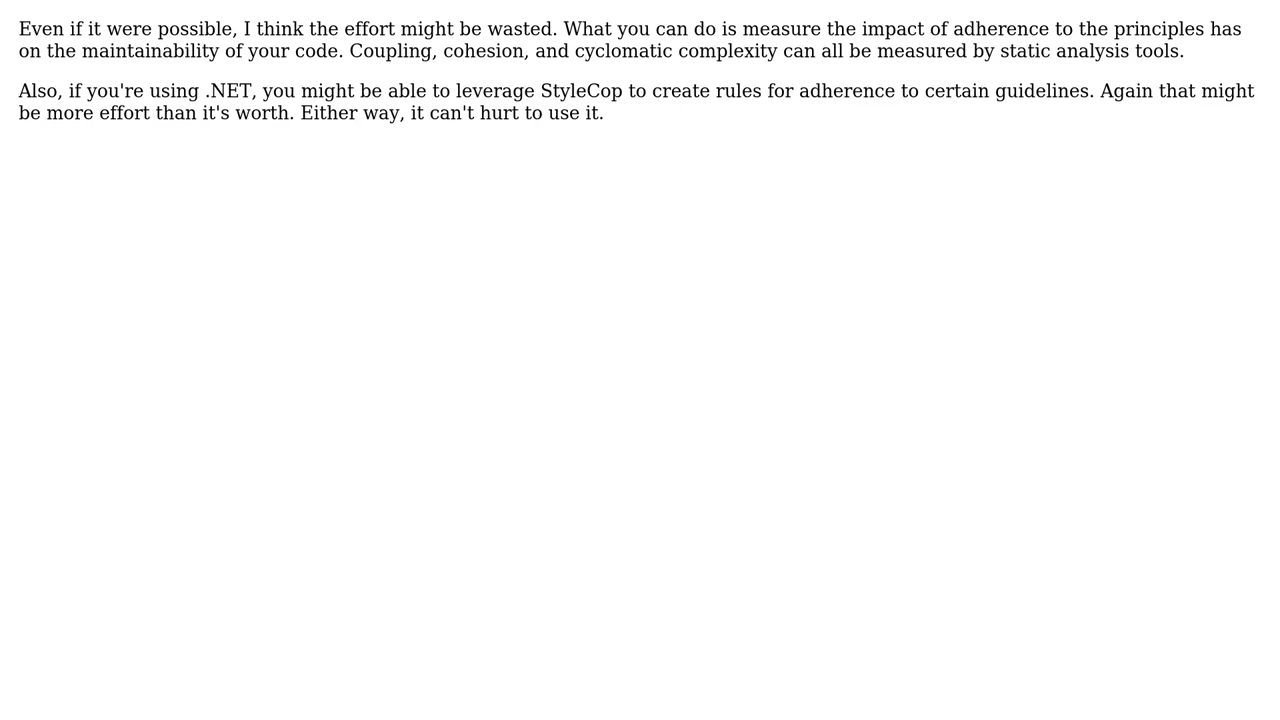 Even if it were possible, I think the effort might be wasted. What you can do is measure the impact of adherence to the principles has
on the maintainability of your code. Coupling, cohesion, and cyclomatic complexity can all be measured by static analysis tools.
Also, if you're using .NET, you might be able to leverage StyleCop to create rules for adherence to certain guidelines. Again that might
be more effort than it's worth. Either way, it can't hurt to use it.